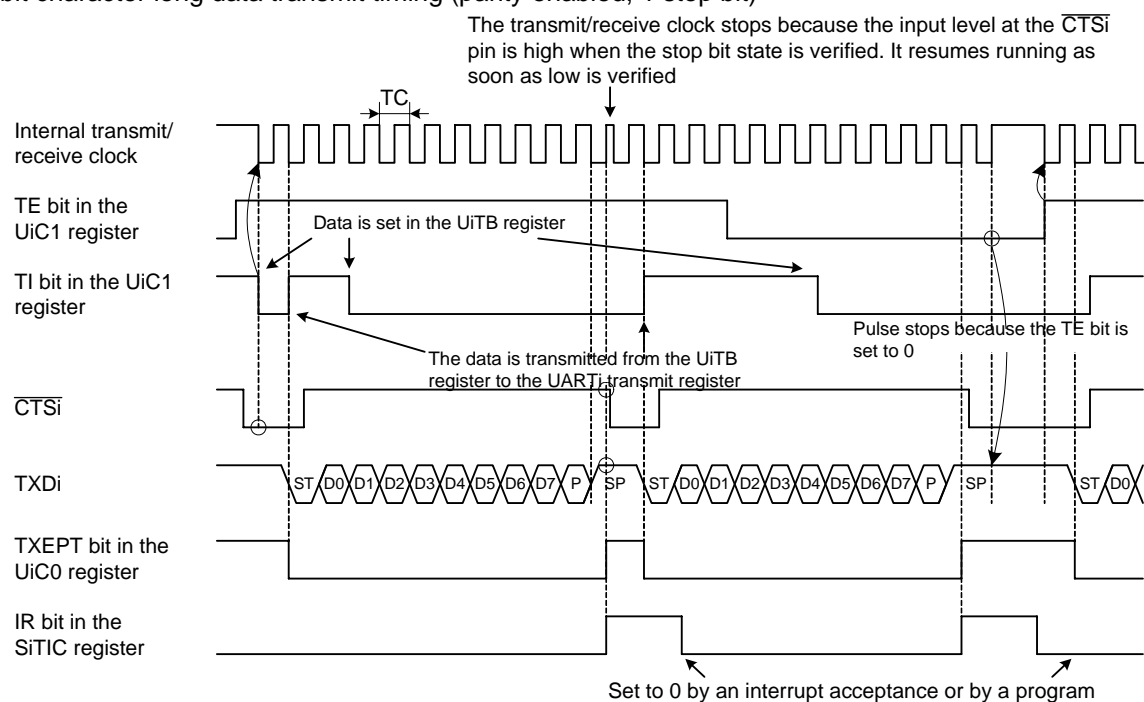 bit character long data transmit timing (parity enabled, 1 stop bit)
The transmit/receive clock stops because the input level at the CTSi
pin is high when the stop bit state is verified. It resumes running as
soon as low is verified
TC
Internal transmit/
receive clock
TE bit in the
UiC1 register
Data is set in the UiTB register
TI bit in the UiC1
register
Pulse stops because the TE bit is
set to 0
The data is transmitted from the UiTB
register to the UARTi transmit register
CTSi
TXDi
ST D0 D1 D2 D3 D4 D5 D6 D7 P SP ST D0 D1 D2 D3 D4 D5 D6 D7 P SP ST D0
TXEPT bit in the
UiC0 register
IR bit in the
SiTIC register
Set to 0 by an interrupt acceptance or by a program